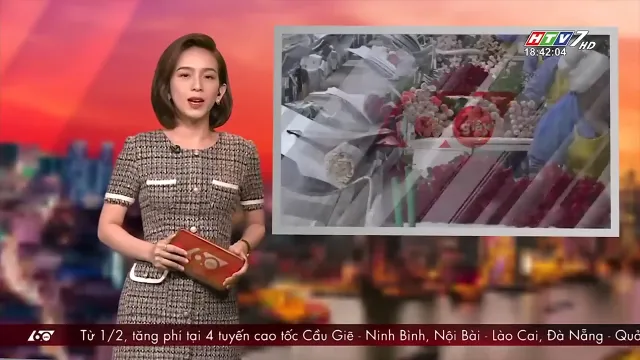 HTV7 HD
18:42:04
60
Từ 1/2, tăng phí tại 4 tuyến cao tốc Cầu Giẽ - Ninh Bình, Nội Bài - Lào Cai, Đà Nẵng - Quả